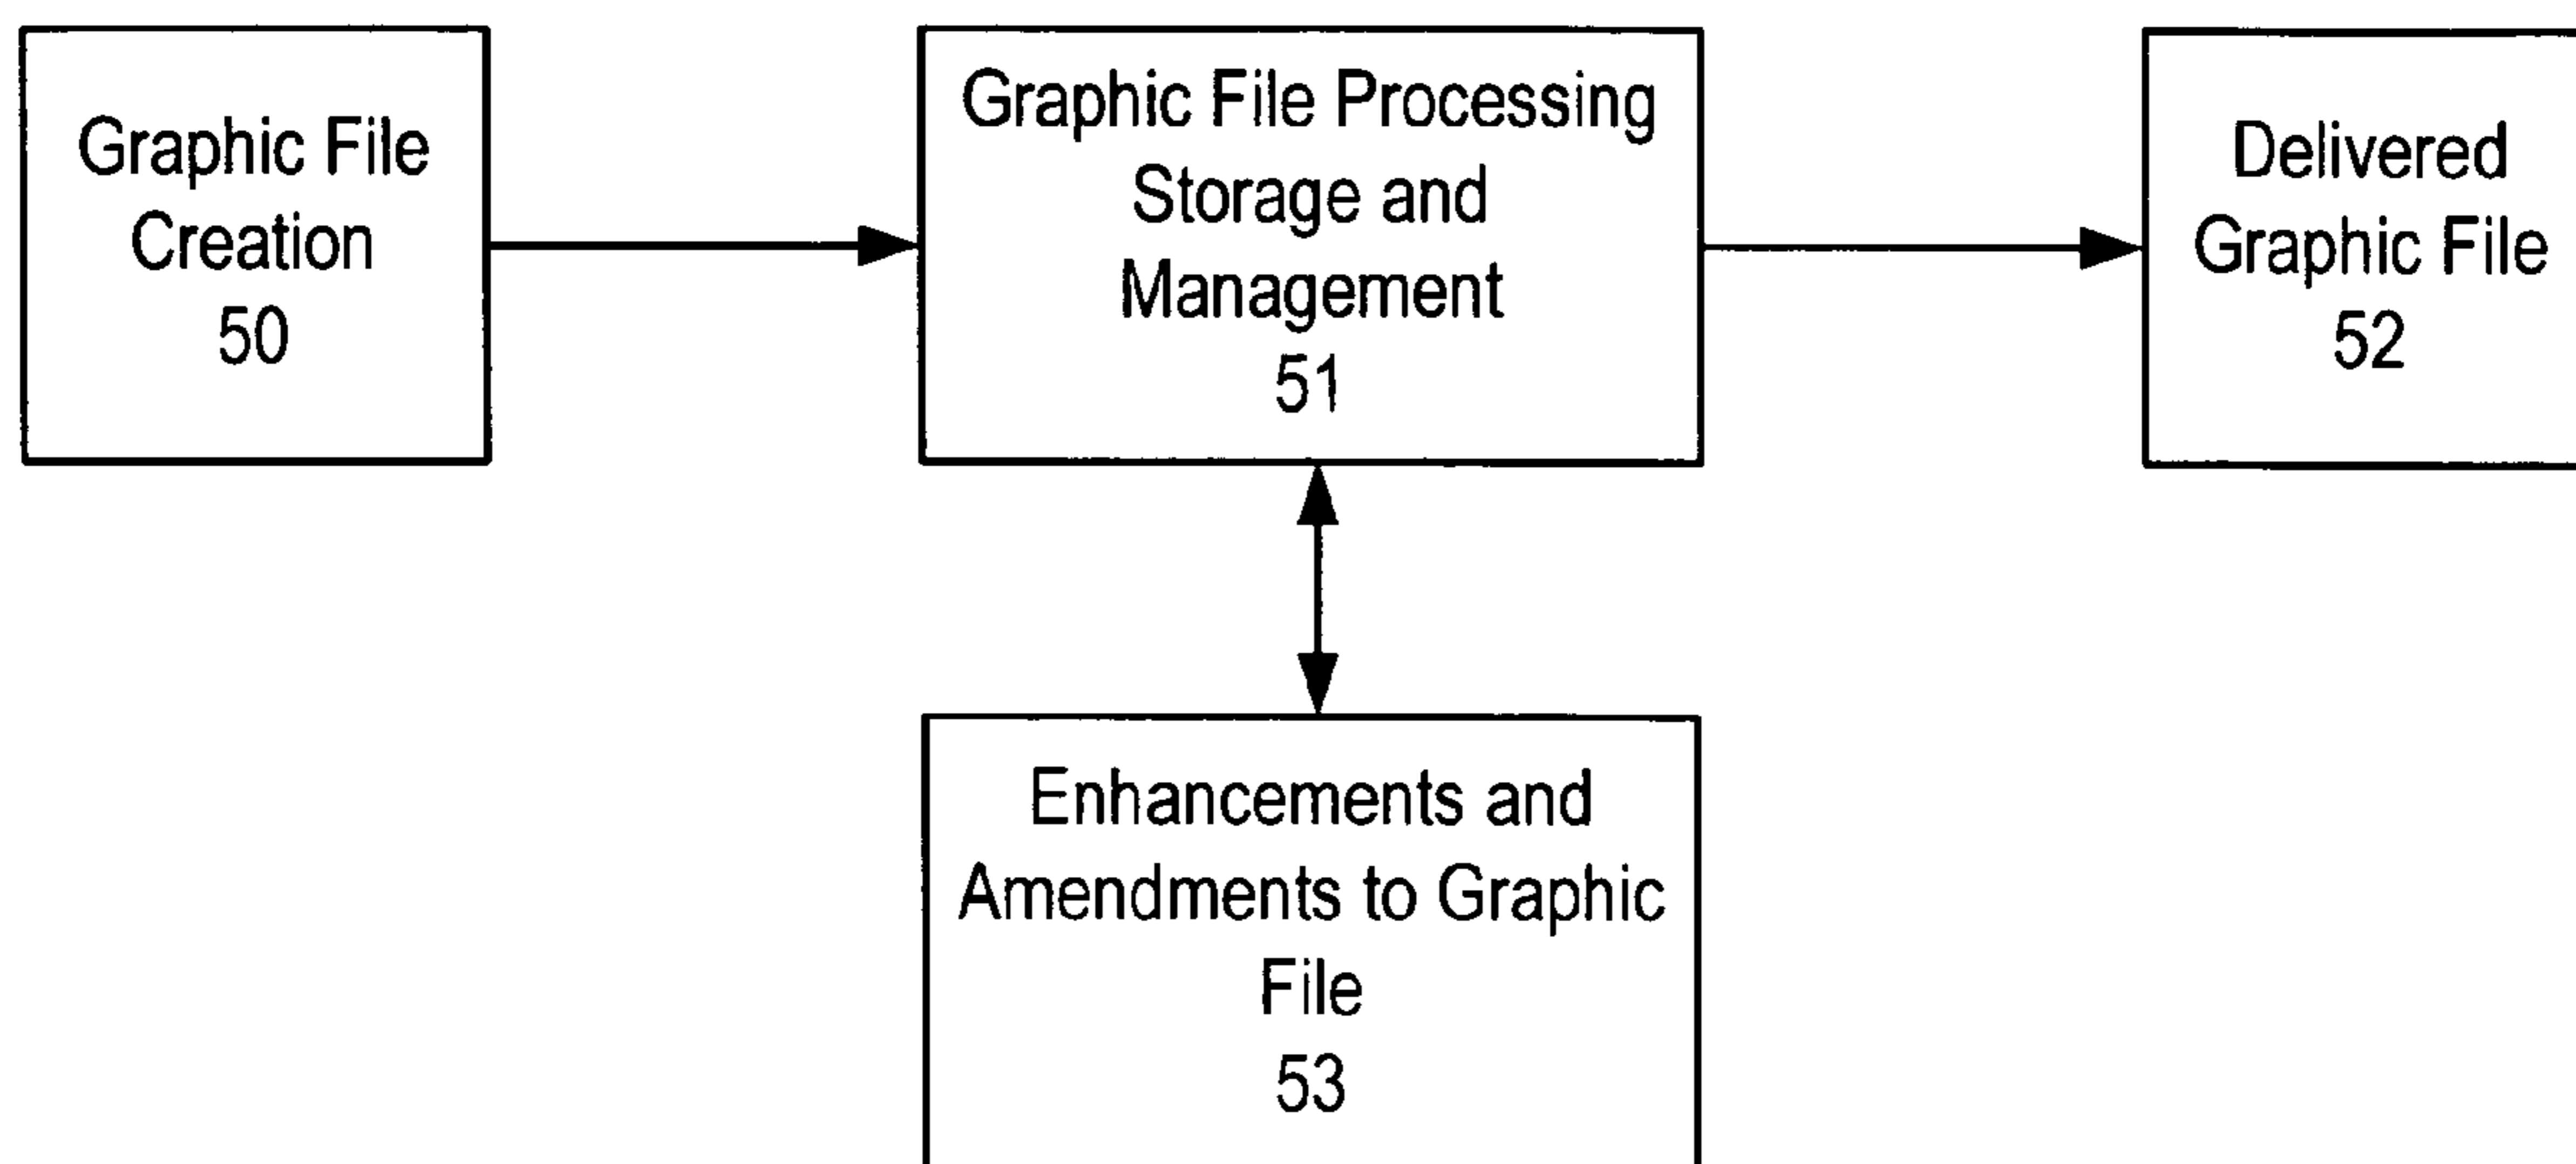 Graphic File
Creation
50
Graphic File Processing
Storage and
Management
51
Delivered
Graphic File
52
Enhancements and
Amendments to Graphic
File
53